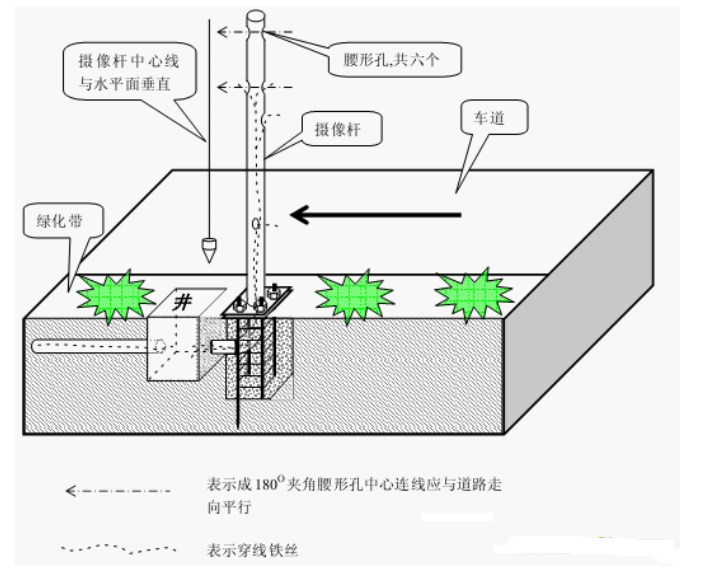 摄像杆中心线
与水平面垂直
腰形孔,共六个
摄像杆
车道
绿化带
井
表示成180°夹角腰形孔中心连线应与道路走
向平行
表示穿线铁丝